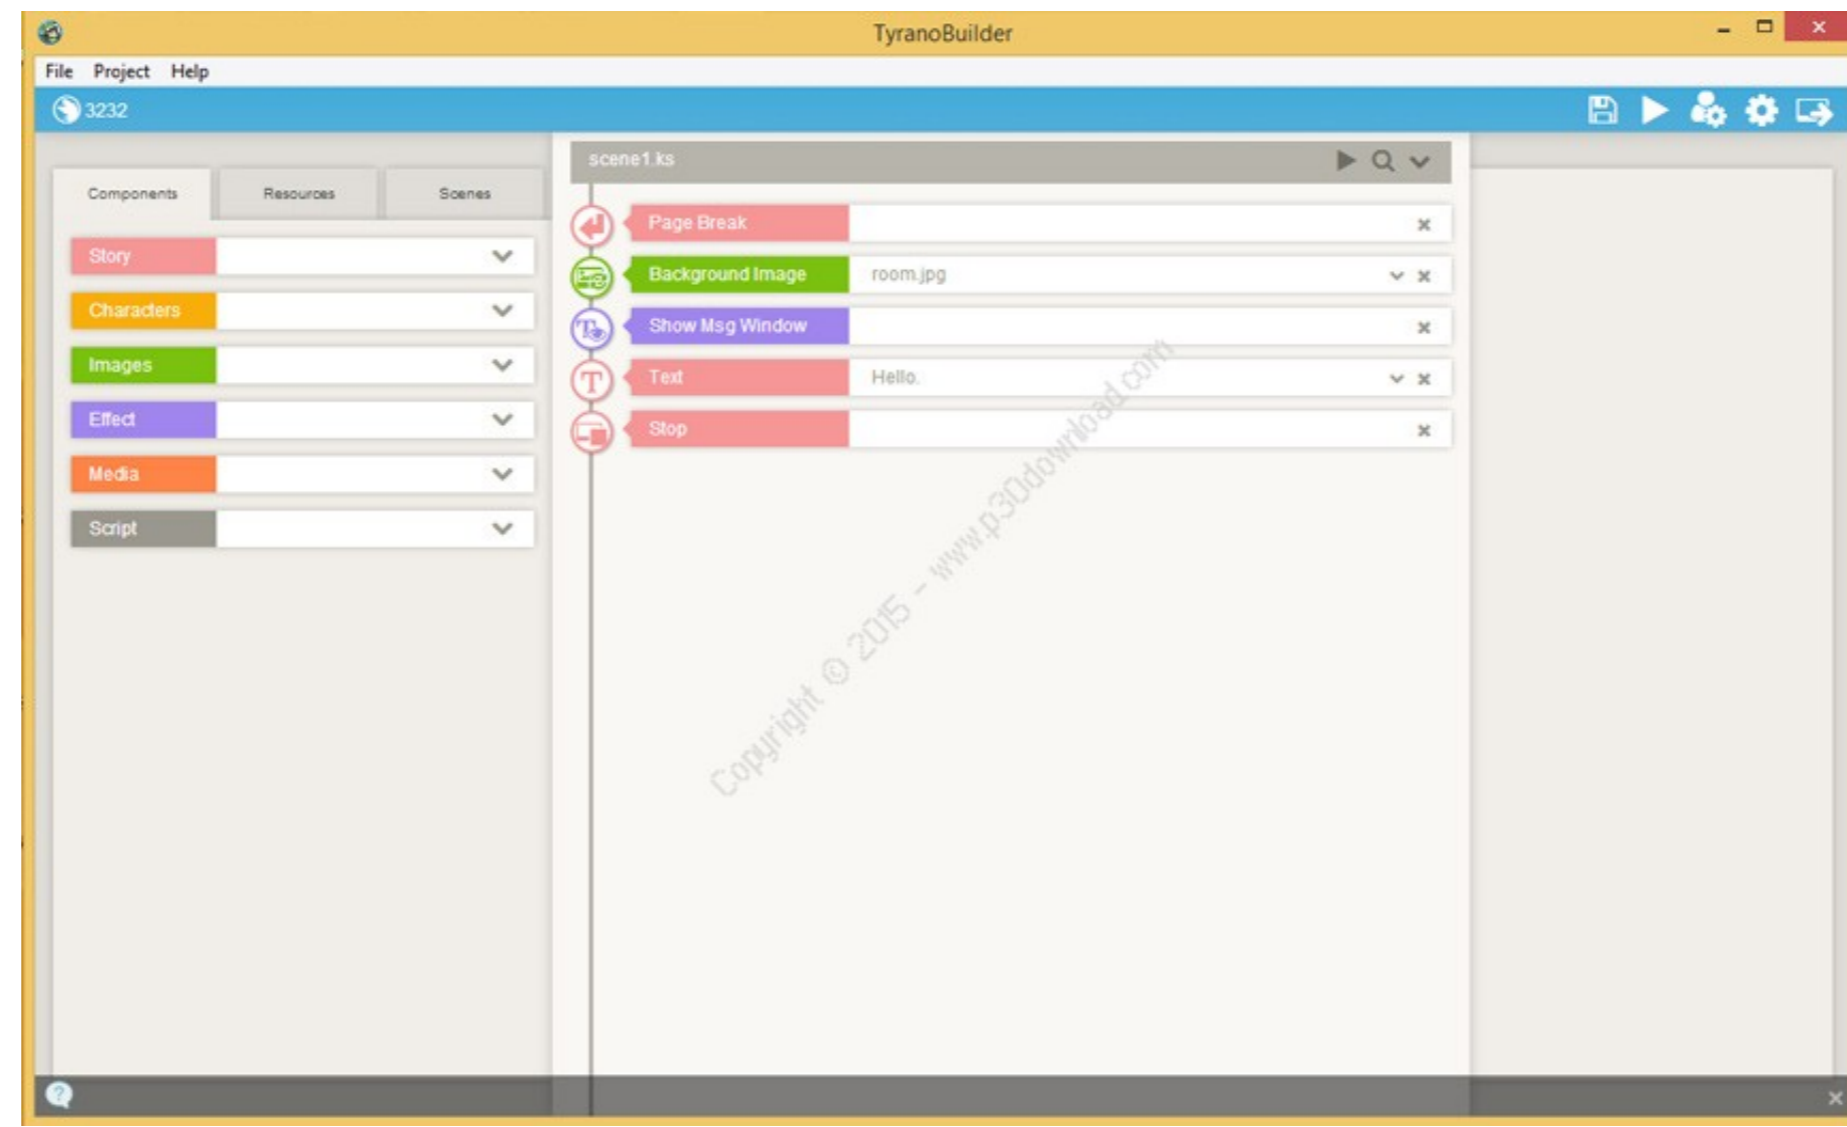 TyranoBuilder
File Project Help
3232
Components Resources Scenes
Story
Characters
Images
Effect
Media
Script
scene1.ks
Page Break
Background Image room.jpg
Show Msg Window
T Text Hello.
Stop
Copyright © 2015 - www.p30download.com